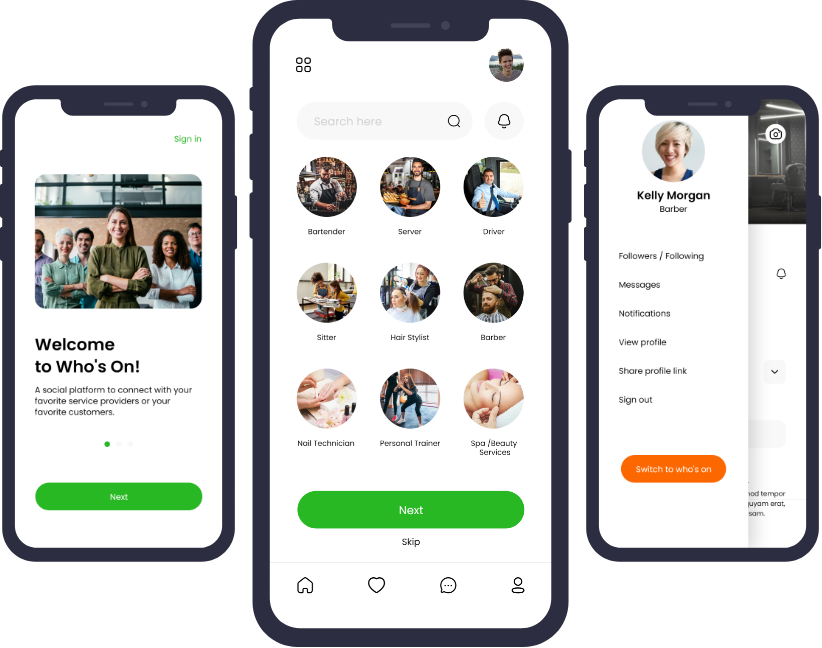 Sign in
Welcome
to Who's On!
A social platform to connect with your
favorite service providers or your
favorite customers.
Next
Search here
Bartender
Server
Driver
Sitter
Hair Stylist
Barber
Nail Technician
Personal Trainer
Spa /Beauty
Services
Next
Skip
Kelly Morgan
Barber
Followers / Following
Messages
Notifications
View profile
Share profile link
Sign out
Switch to who's on
tempor
erat,